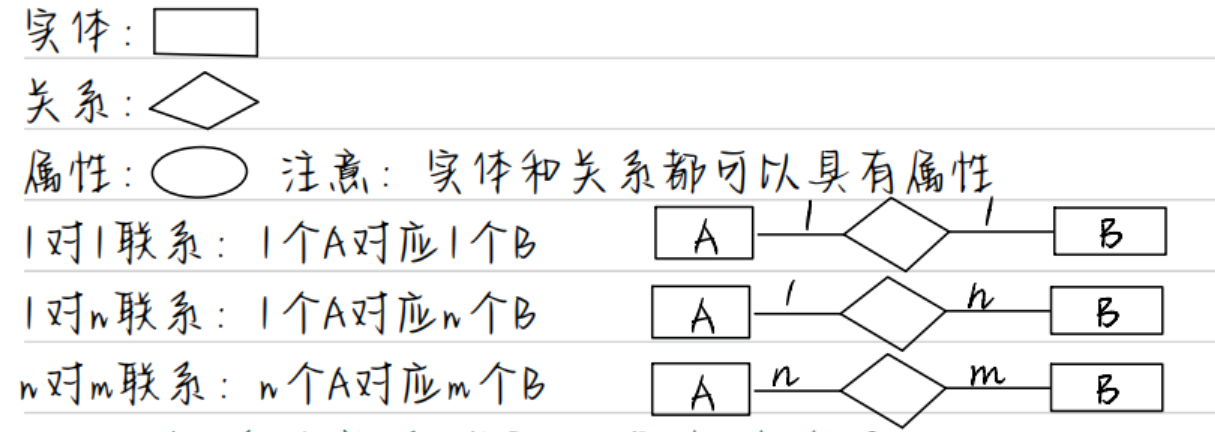 实体:
关系:
属性: 注意: 实体和关系都可以具有属性
1对1联系: 1个A对应1个B A 1 1 B
1对n联系: 1个A对应n个B A 1 n B
n对m联系: n个A对应m个B A n m B